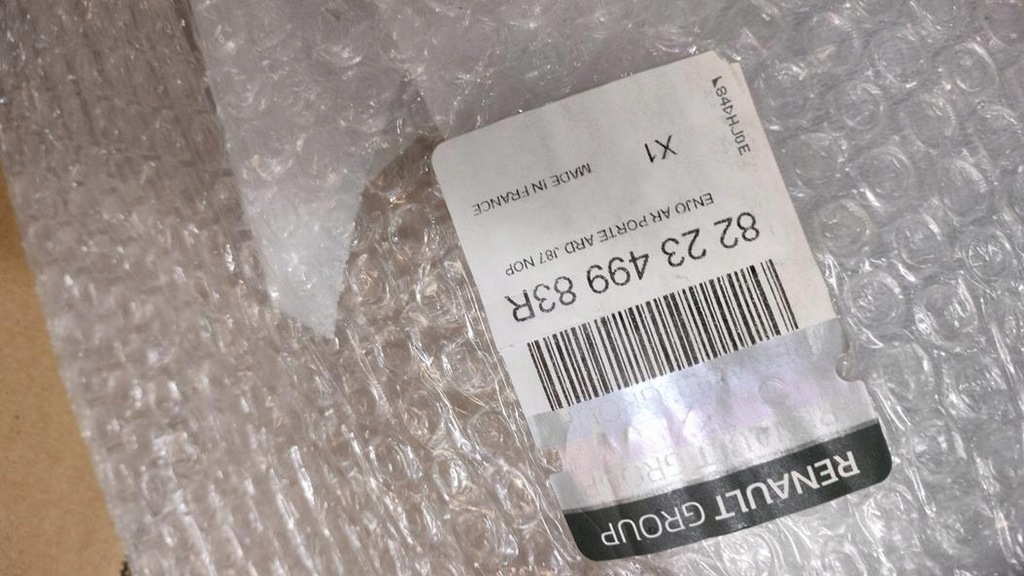 RENAULT GROUP
82 23 499 83R
ENJO AR PORTE ARD J87 NOP
MADE IN FRANCE
X1